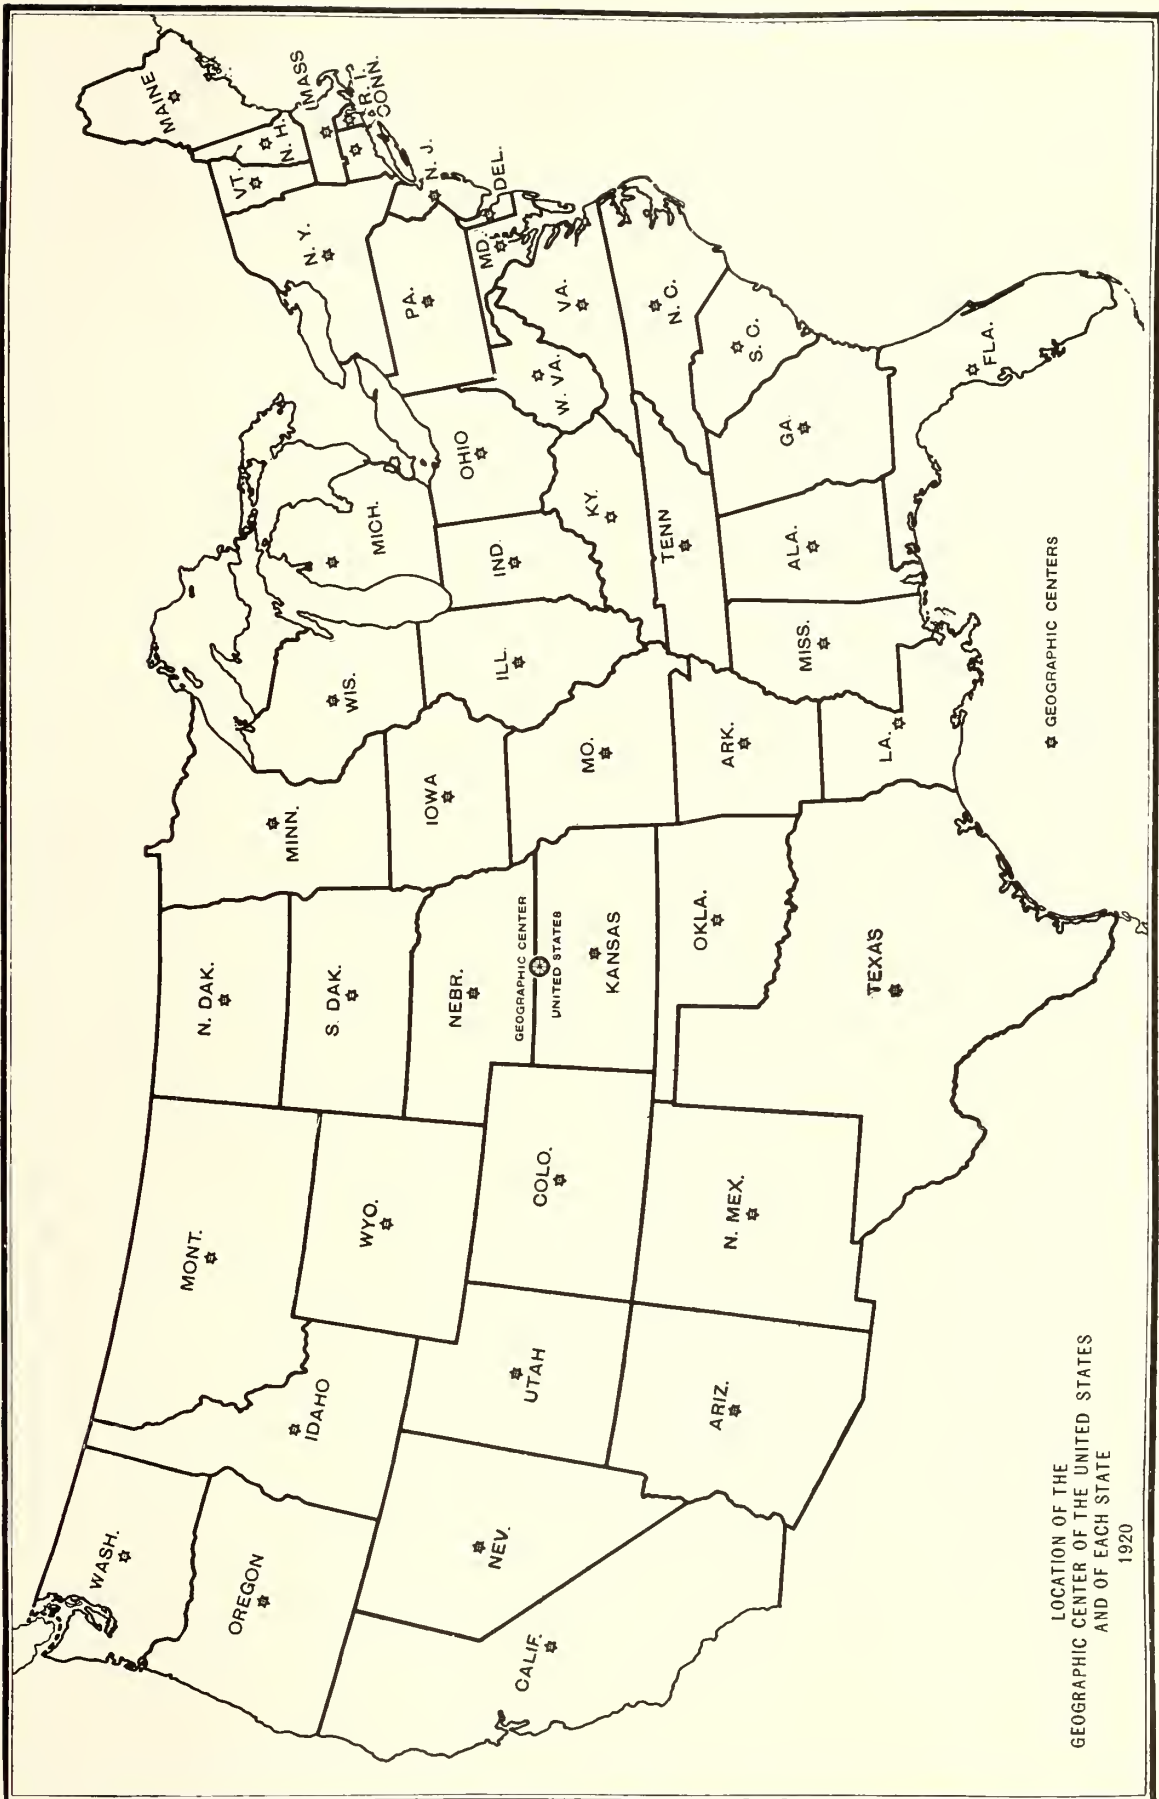 WASH.
OREGON
CALIF.
NEV.
IDAHO
MONT.
WYO.
UTAH
ARIZ.
COLO.
N. MEX.
N. DAK.
S. DAK.
NEBR.
GEOGRAPHIC CENTER
UNITED STATES
KANSAS
OKLA.
TEXAS
MINN.
IOWA
MO.
ARK.
LA.
WIS.
ILL.
MISS.
MICH.
IND.
OHIO
KY.
TENN
ALA.
GA.
FLA.
S. C.
N. C.
VA.
W. VA.
PA.
N. Y.
MD.
DEL.
N. J.
VT.
N. H.
MAINE
MASS
R. I.
CONN.
GEOGRAPHIC CENTERS
LOCATION OF THE
GEOGRAPHIC CENTER OF THE UNITED STATES
AND OF EACH STATE
1920